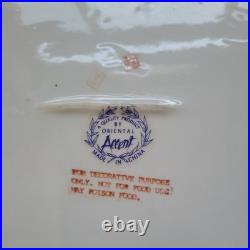 A QUALITY PRODUCT
BY
ORIENTAL
Accent
MADE IN CHINA
FOR DECORATIVE PURPOSE
ONLY. NOT FOR FOOD USE
MAY POISON FOOD.